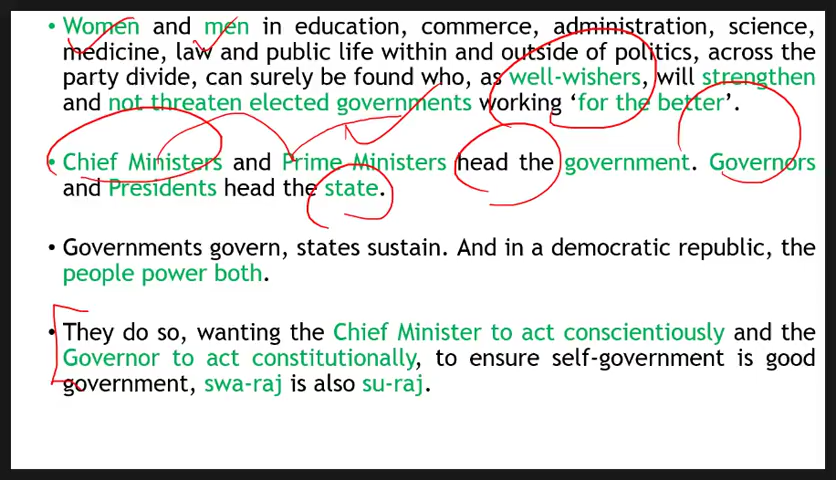 • Women and men in education, commerce, administration, science,
medicine, law and public life within and outside of politics, across the
party divide, can surely be found who, as well-wishers, will strengthen
and not threaten elected governments working ‘for the better’.
• Chief Ministers and Prime Ministers head the government. Governors
and Presidents head the state.
• Governments govern, states sustain. And in a democratic republic, the
people power both.
• They do so, wanting the Chief Minister to act conscientiously and the
Governor to act constitutionally, to ensure self-government is good
government, swa-raj is also su-raj.